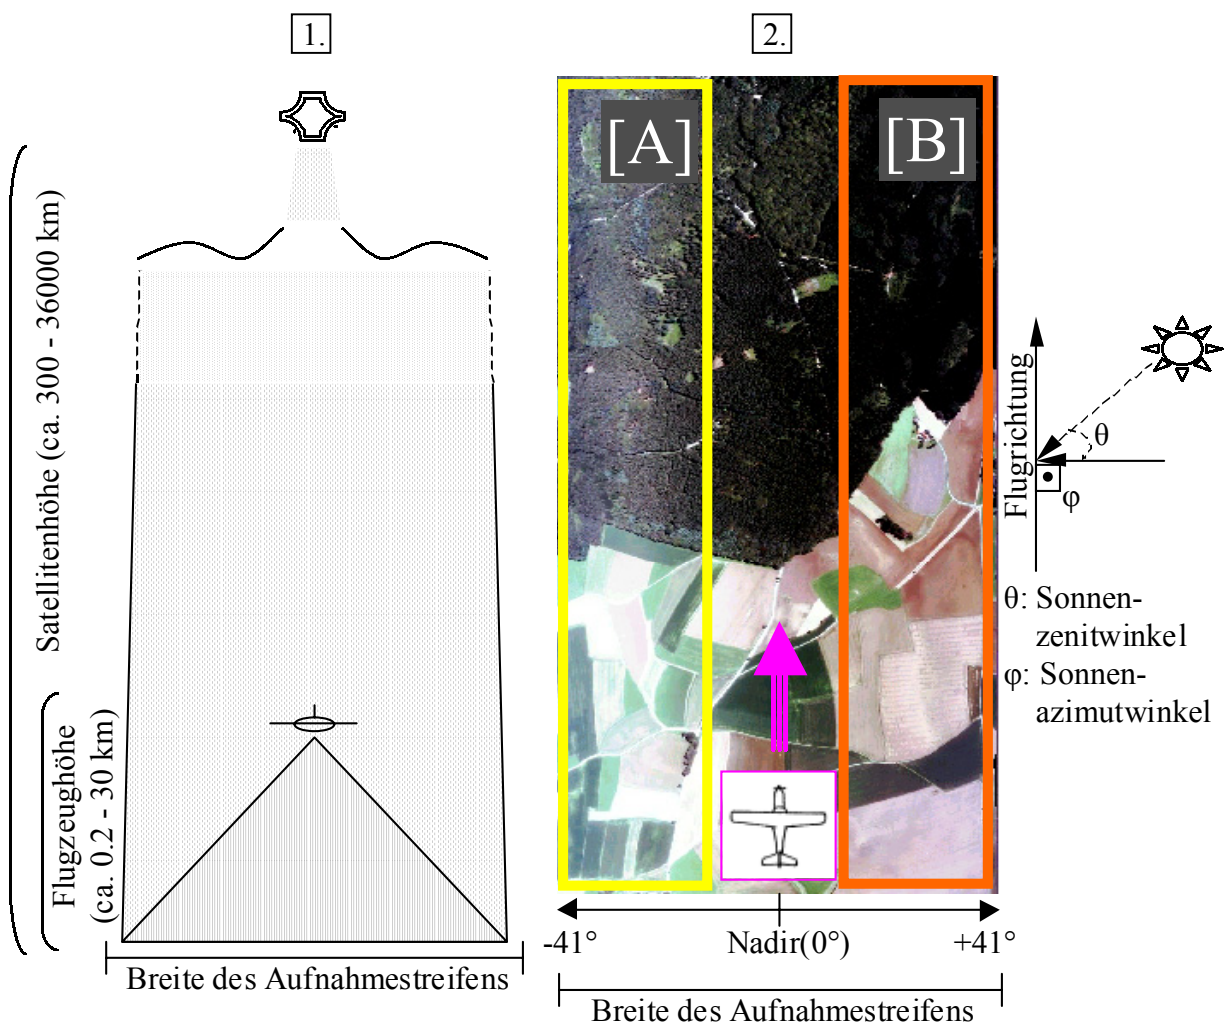 1.
2.
[A]
[B]
Satellitenhöhe (ca. 300 - 36000 km)
Flugzeughöhe
(ca. 0.2 - 30 km)
Breite des Aufnahmestreifens
-41°
Nadir(0°)
+41°
Breite des Aufnahmestreifens
Flugrichtung
θ
φ
θ: Sonnen-
zenitwinkel
φ: Sonnen-
azimutwinkel